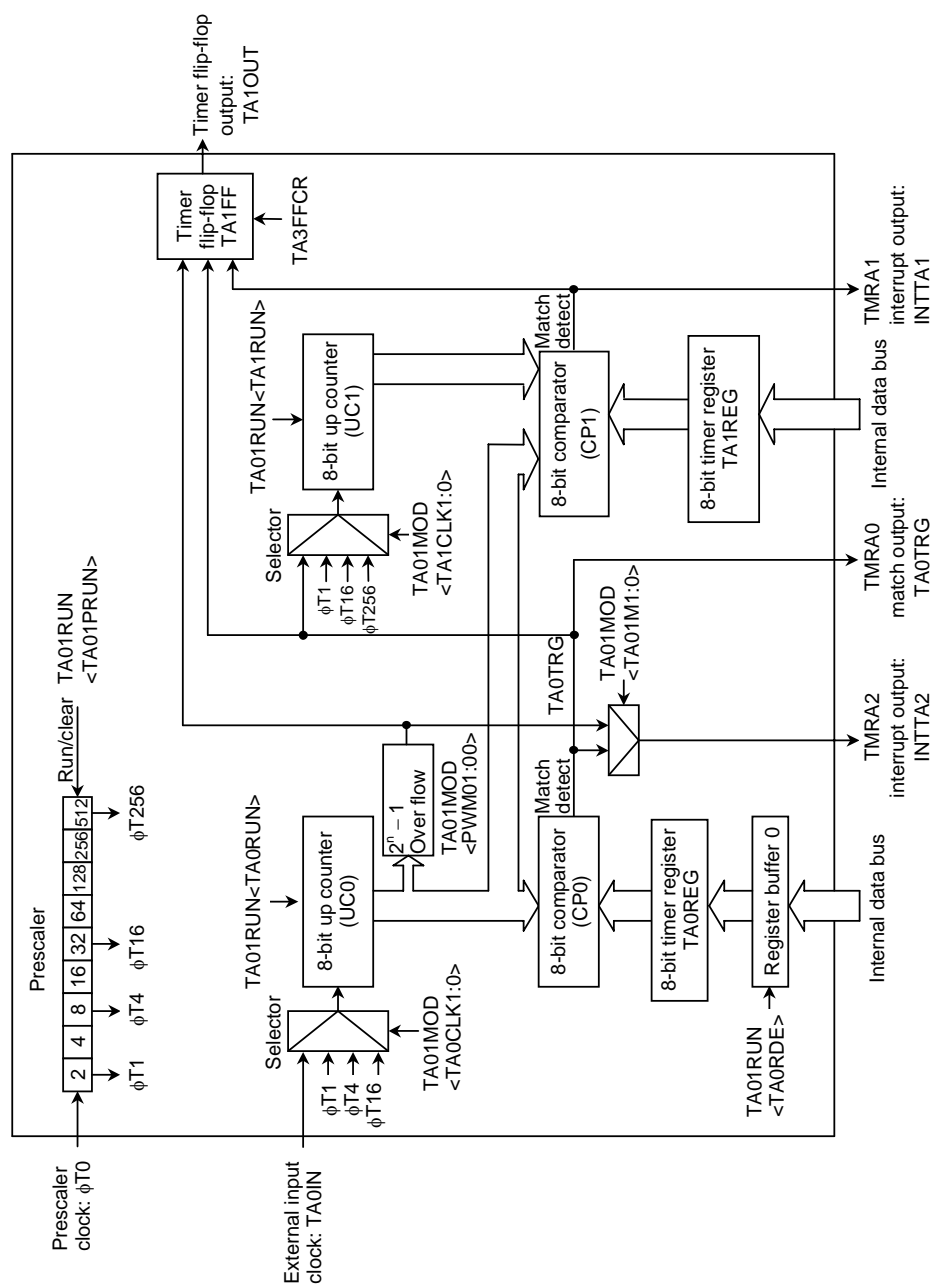 Prescaler
clock: φT0
Prescaler
2 4 8 16 32 64 128 256 512
Run/clear
TA01RUN
<TA01PRUN>
φT1
φT4
φT16
φT256
External input
clock: TA0IN
Selector
φT1
φT4
φT16
TA01MOD
<TA0CLK1:0>
TA01RUN<TA0RUN>
8-bit up counter
(UC0)
2ⁿ − 1
Over flow
TA01MOD
<PWM01:00>
Selector
φT1
φT16
φT256
TA01MOD
<TA1CLK1:0>
TA01RUN<TA1RUN>
8-bit up counter
(UC1)
Timer
flip-flop
TA1FF
TA3FFCR
Timer flip-flop
output:
TA1OUT
8-bit comparator
(CP0)
Match
detect
TA0TRG
8-bit comparator
(CP1)
Match
detect
8-bit timer register
TA0REG
TA01MOD
<TA01M1:0>
8-bit timer register
TA1REG
TA01RUN
<TA0RDE>
Register buffer 0
Internal data bus
TMRA2
interrupt output:
INTTA2
TMRA0
match output:
TA0TRG
Internal data bus
TMRA1
interrupt output:
INTTA1